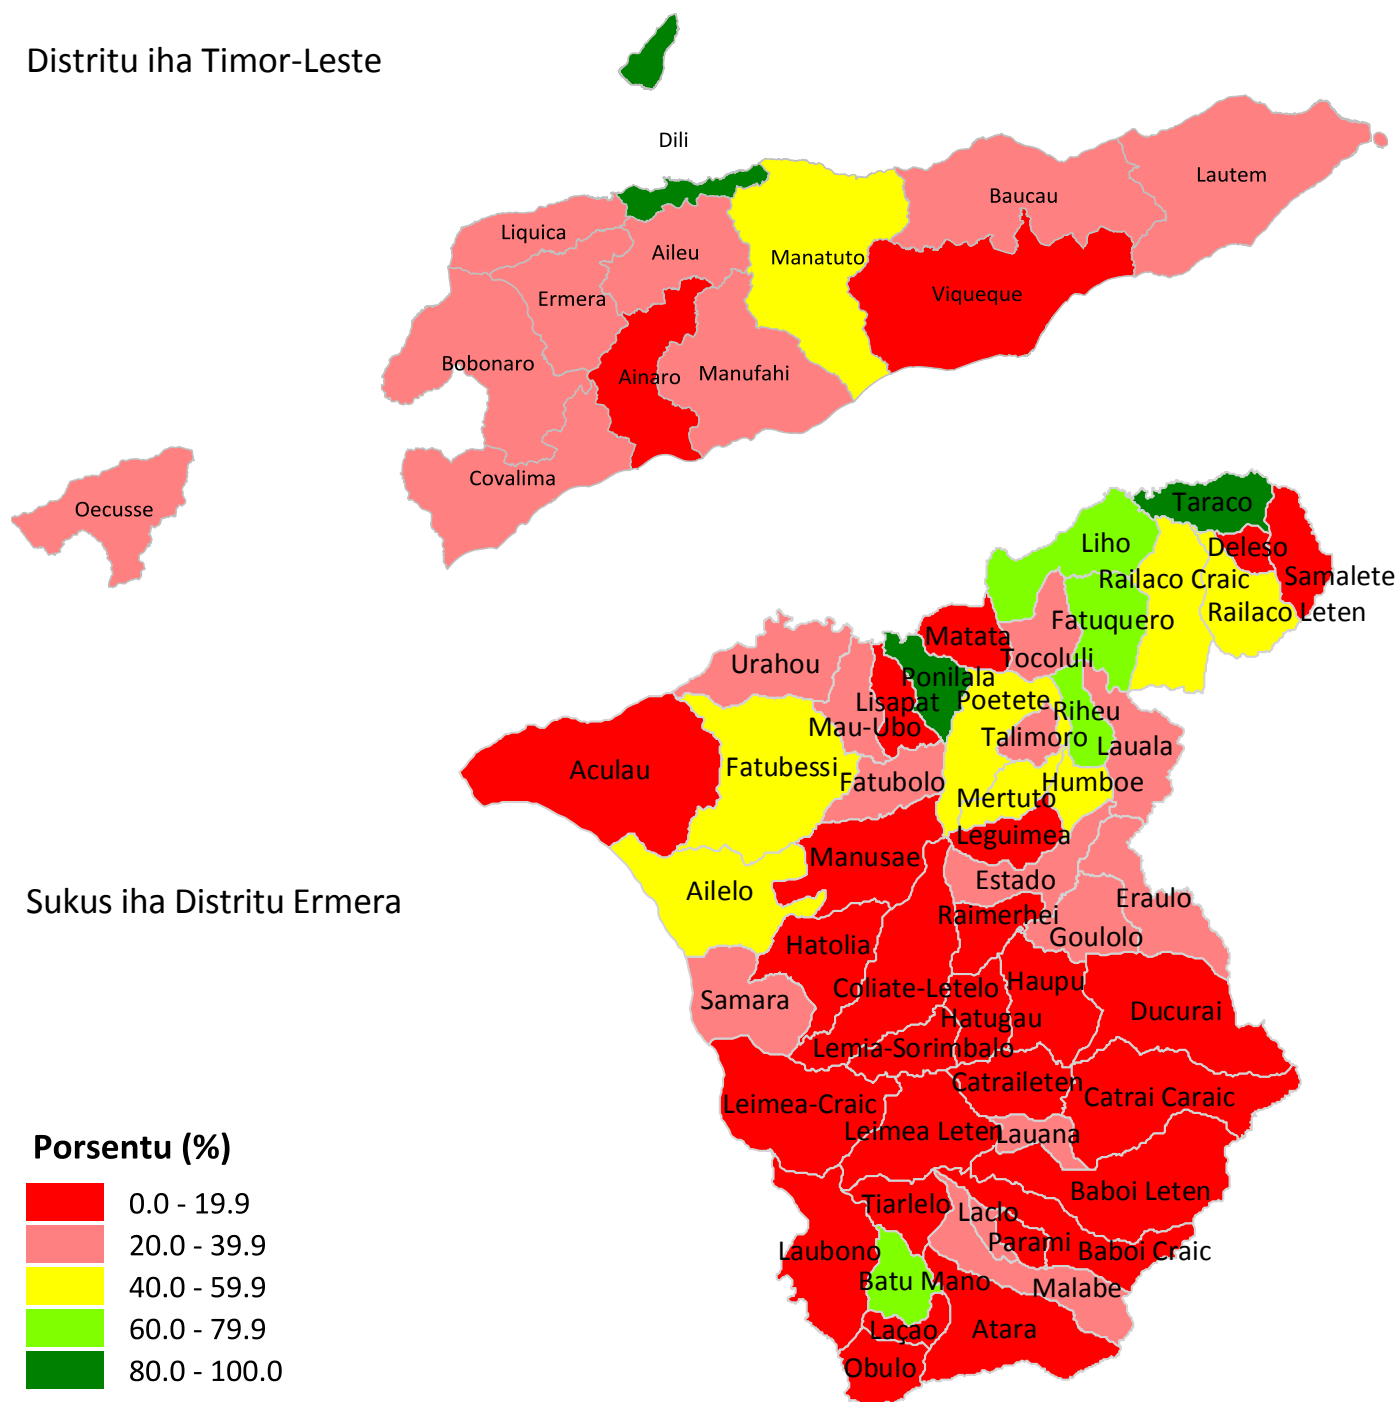 Distritu iha Timor-Leste
Dili
Lautem
Baucau
Liquica
Aileu
Manatuto
Viqueque
Ermera
Bobonaro
Ainaro
Manufahi
Covalima
Oecusse
Taraco
Liho
Deleso
Railaco Craic
Samalete
Railaco Leten
Fatuquero
Matata
Tocoluli
Urahou
Ponilala
Lisapat
Poetete
Riheu
Mau-Ubo
Talimoro
Lauala
Aculau
Fatubessi
Fatubolo
Humboe
Mertuto
Leguimea
Manusae
Estado
Ailelo
Eraulo
Sukus iha Distritu Ermera
Raimerhei
Goulolo
Hatolia
Haupu
Coliate-Letelo
Samara
Ducurai
Hatugau
Lemia-Sorimbalo
Catraileten
Catrai Caraic
Leimea-Craic
Leimea Leten
Lauana
Baboi Leten
Tiarlelo
Laclo
Parami
Laubono
Baboi Craic
Batu Mano
Malabe
Laçao
Atara
Obulo
Porsentu (%)
0.0 - 19.9
20.0 - 39.9
40.0 - 59.9
60.0 - 79.9
80.0 - 100.0